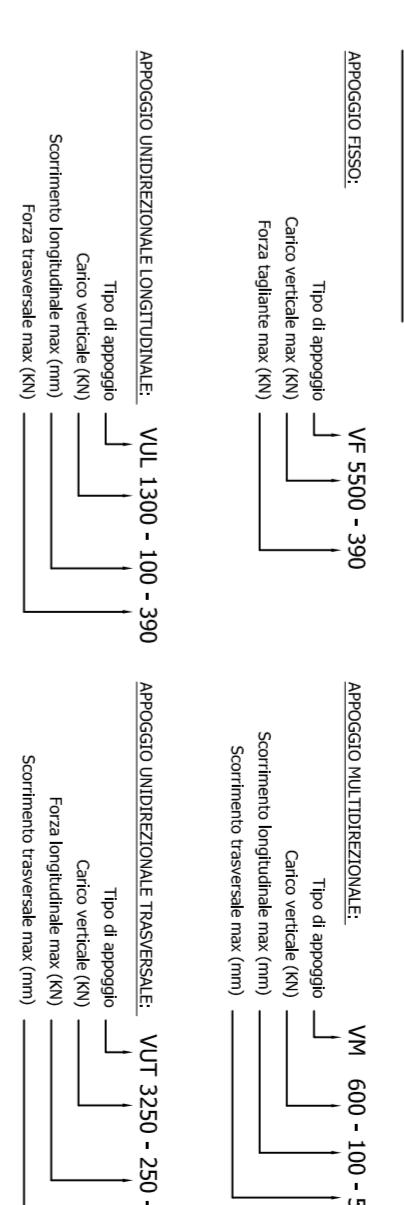 APPOGGIO FISSO:
VF 5500 - 390
Tipo di appoggio
Carico verticale max (KN)
Forza tagliante max (KN)
APPOGGIO MULTIDIREZIONALE:
VM 600 - 100 -
Tipo di appoggio
Carico verticale (KN)
Scorrimento longitudinale max (mm)
Scorrimento trasversale max (mm)
APPOGGIO UNIDIREZIONALE LONGITUDINALE:
VUL 1300 - 100 - 390
Tipo di appoggio
Carico verticale (KN)
Scorrimento longitudinale max (mm)
Forza trasversale max (KN)
APPOGGIO UNIDIREZIONALE TRASVERSALE:
VUT 3250 - 250 -
Tipo di appoggio
Carico verticale (KN)
Forza longitudinale max (KN)
Scorrimento trasversale max (mm)